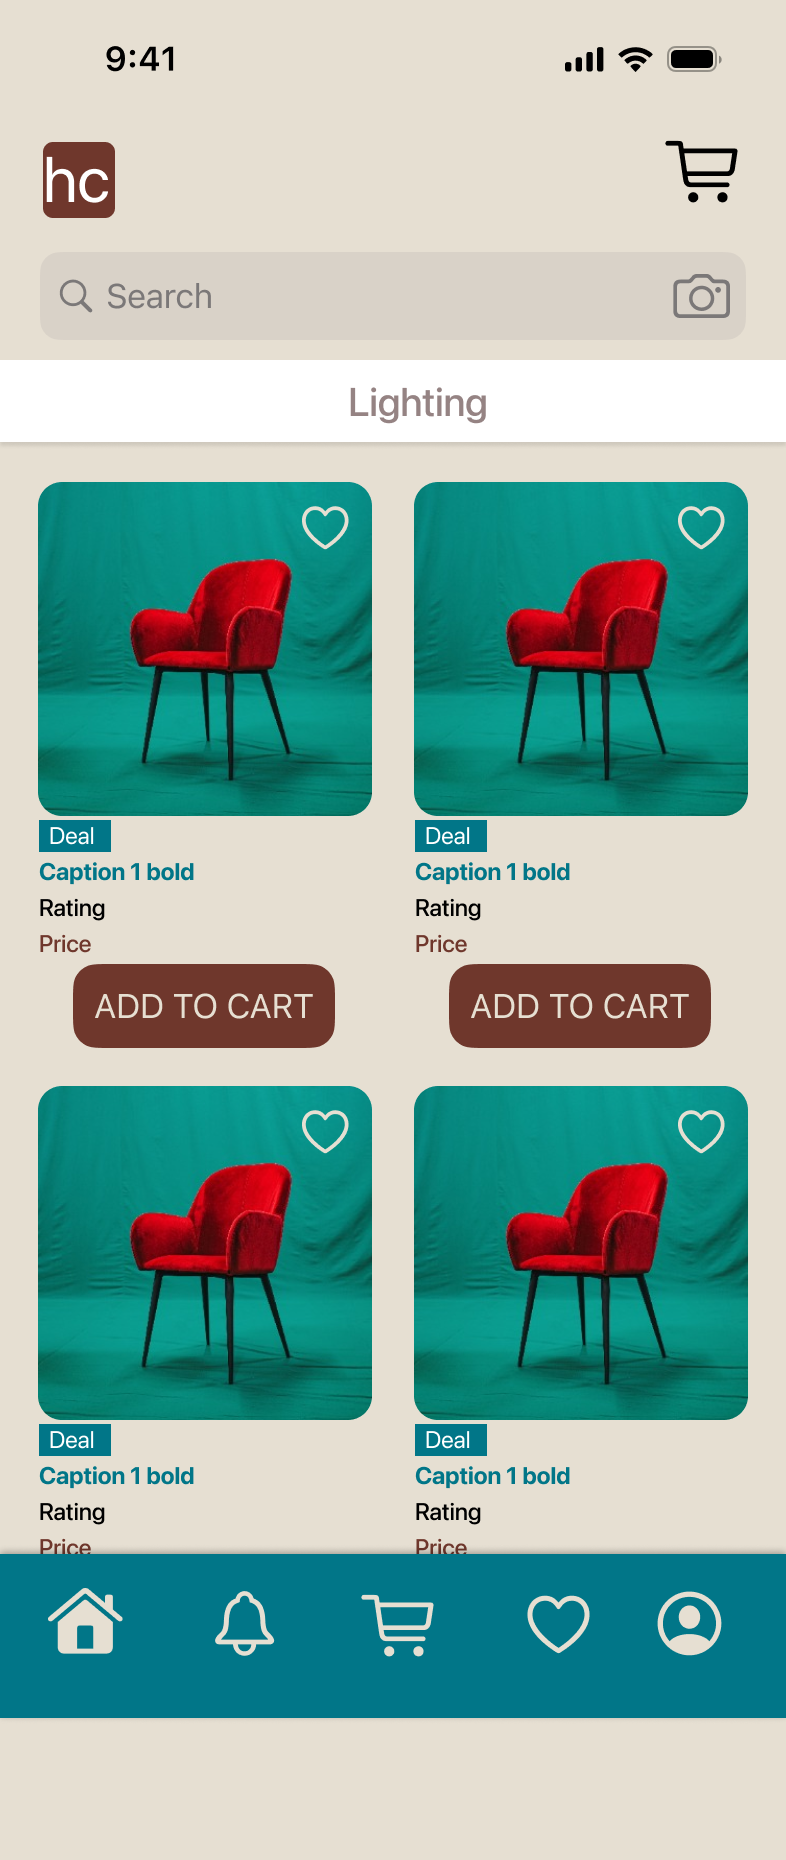 9:41
hc
Search
Lighting
Deal
Caption 1 bold
Rating
Price
ADD TO CART
Deal
Caption 1 bold
Rating
Price
ADD TO CART
Deal
Caption 1 bold
Rating
Price
Deal
Caption 1 bold
Rating
Price